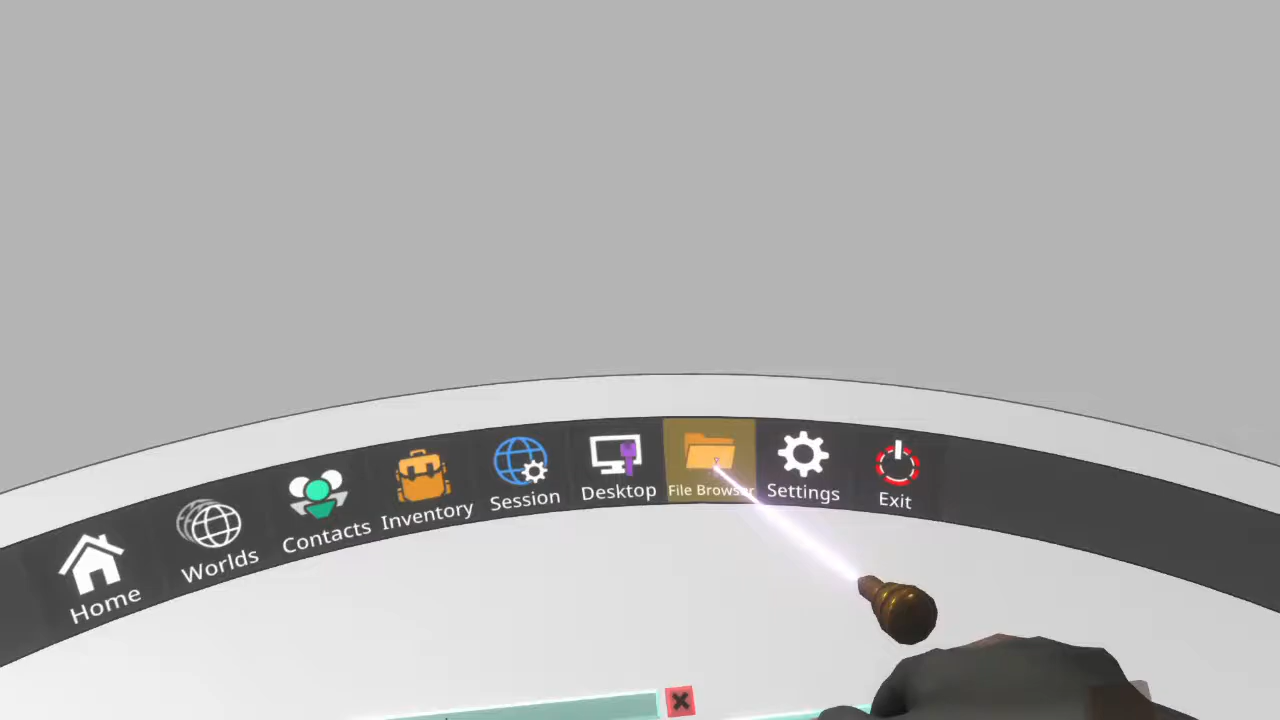 Home
Worlds
Contacts
Inventory
Session
Desktop
File Browser
Settings
Exit